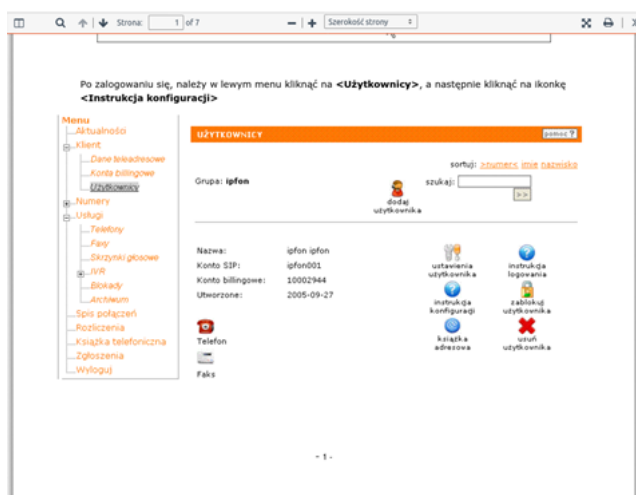 Strona: 1 of 7 Szerokość strony
Po zalogowaniu się, należy w lewym menu kliknąć na <Użytkownicy>, a następnie kliknąć na ikonkę
<Instrukcja konfiguracji>
Menu
Aktualności
Klient
Dane teleadresowe
Konta billingowe
Użytkownicy
Numery
Usługi
Telefony
Faxy
Skrzynki głosowe
IVR
Blokady
Archiwum
Spis połączeń
Rozliczenia
Książka telefoniczna
Zgłoszenia
Wyloguj
UŻYTKOWNICY
pomoc ?
sortuj: >numer< imię nazwisko
Grupa: ipfon
dodaj
użytkownika
szukaj:
>>
Nazwa: ipfon ipfon
Konto SIP: ipfon001
Konto billingowe: 10002944
Utworzone: 2005-09-27
ustawienia
użytkownika
instrukcja
logowania
instrukcja
konfiguracji
zablokuj
użytkownika
książka
adresowa
usuń
użytkownika
Telefon
Faks
- 1 -